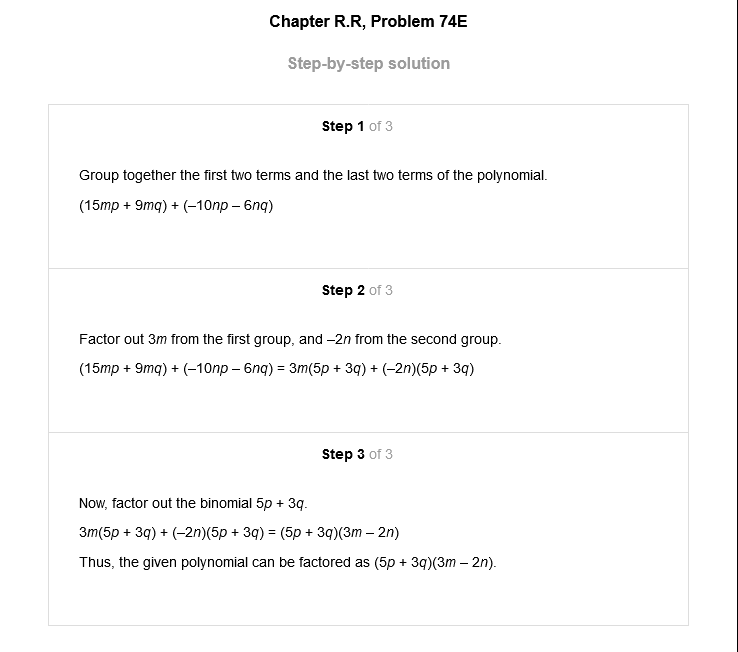 Chapter R.R, Problem 74E
Step-by-step solution
Step 1 of 3
Group together the first two terms and the last two terms of the polynomial.
(15mp + 9mq) + (–10np – 6nq)
Step 2 of 3
Factor out 3m from the first group, and –2n from the second group.
(15mp + 9mq) + (–10np – 6nq) = 3m(5p + 3q) + (–2n)(5p + 3q)
Step 3 of 3
Now, factor out the binomial 5p + 3q.
3m(5p + 3q) + (–2n)(5p + 3q) = (5p + 3q)(3m – 2n)
Thus, the given polynomial can be factored as (5p + 3q)(3m – 2n).